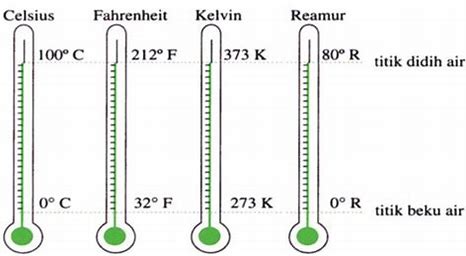 Celsius Fahrenheit Kelvin Reamur
100º C 212º F 373 K 80º R titik didih air
0° C 32° F 273 K 0° R titik beku air